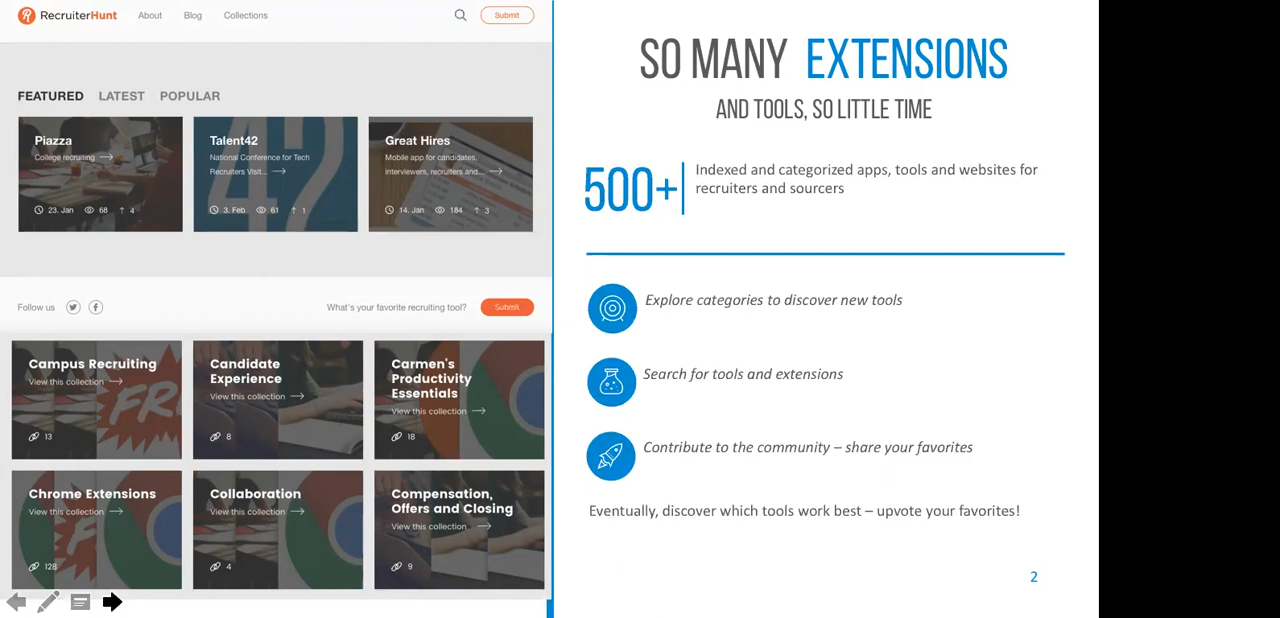 RecruiterHunt About Blog Collections Submit
FEATURED LATEST POPULAR
Piazza
College recruiting
23. Jan 68 4
Talent42
National Conference for Tech
Recruiters Visit...
3. Feb 61 1
Great Hires
Mobile app for candidates,
interviewers, recruiters and...
14. Jan 184 3
Follow us What's your favorite recruiting tool? Submit
Campus Recruiting
View this collection
13
Candidate
Experience
View this collection
8
Carmen's
Productivity
Essentials
View this collection
18
Chrome Extensions
View this collection
128
Collaboration
View this collection
4
Compensation,
Offers and Closing
View this collection
9
SO MANY EXTENSIONS
AND TOOLS, SO LITTLE TIME
500+
Indexed and categorized apps, tools and websites for
recruiters and sourcers
Explore categories to discover new tools
Search for tools and extensions
Contribute to the community – share your favorites
Eventually, discover which tools work best – upvote your favorites!
2